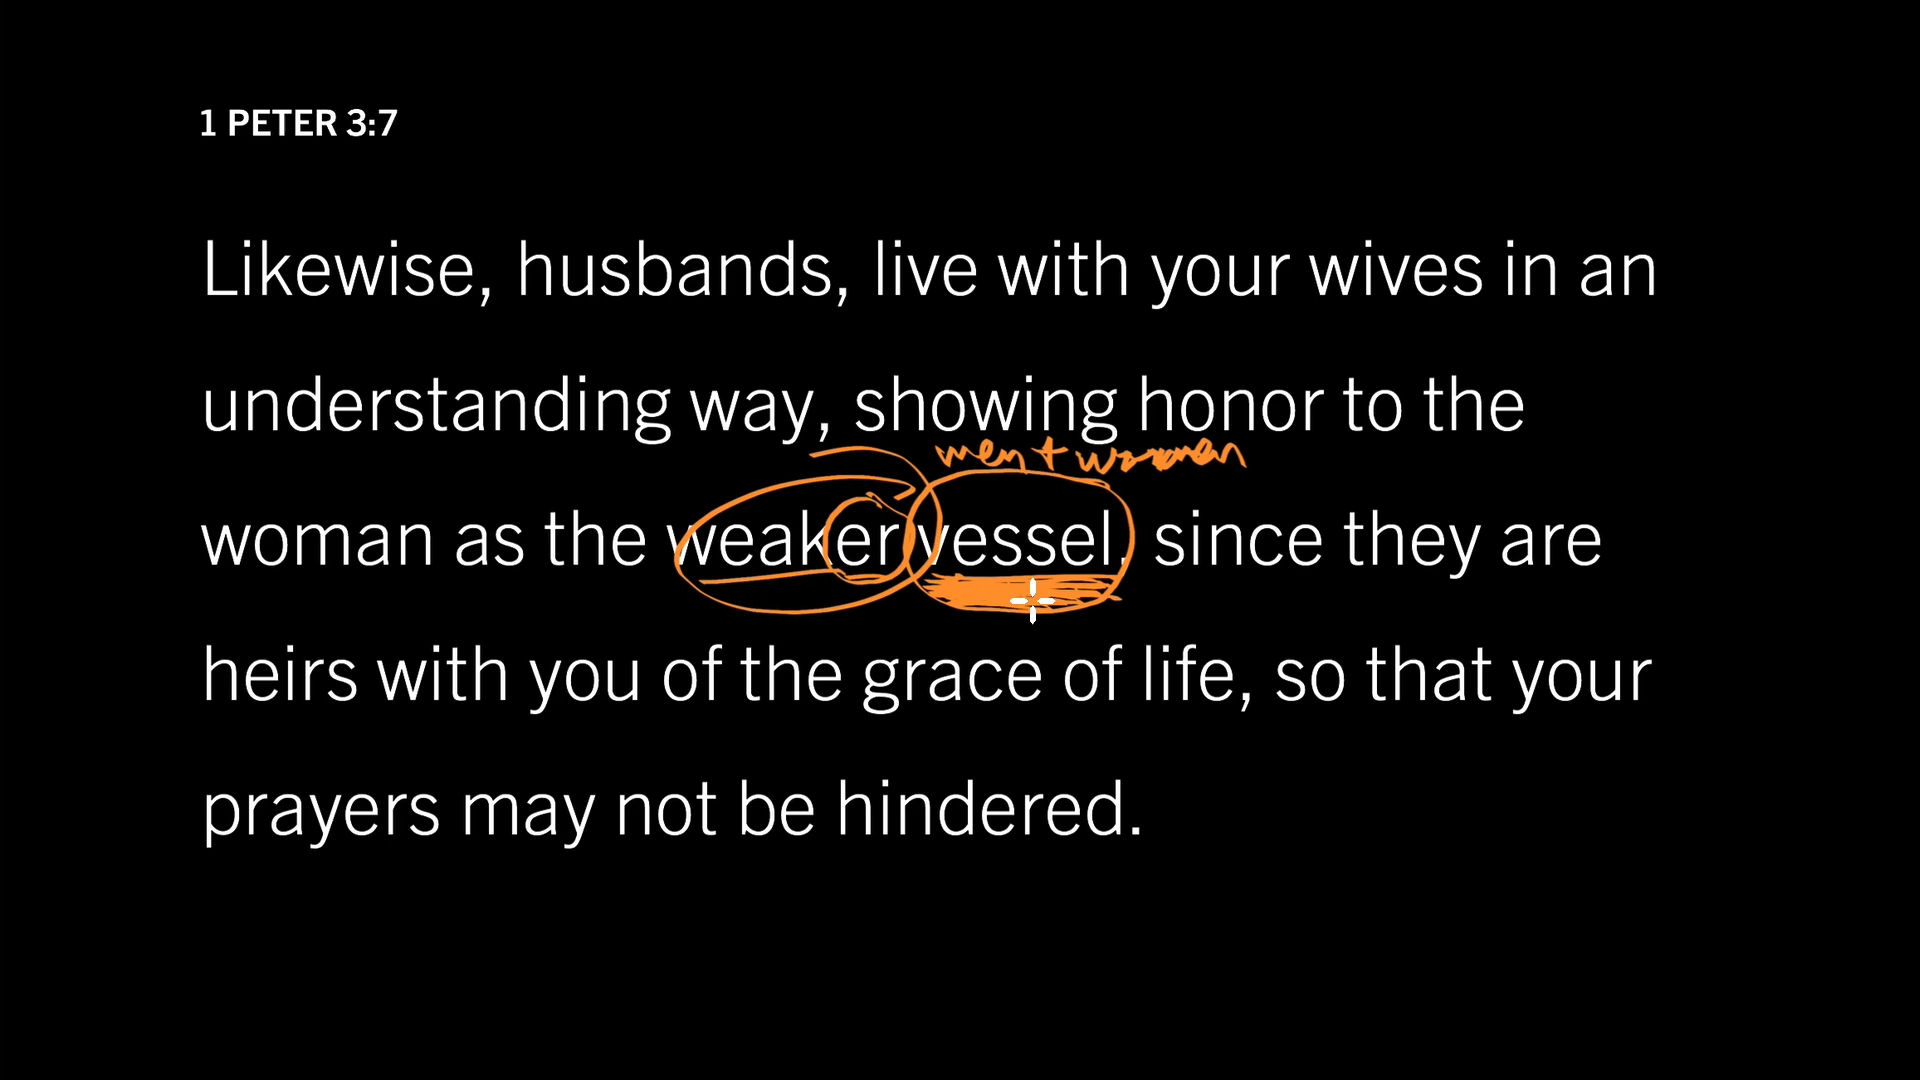 1 PETER 3:7
Likewise, husbands, live with your wives in an
understanding way, showing honor to the
men + women
woman as the weaker vessel, since they are
heirs with you of the grace of life, so that your
prayers may not be hindered.